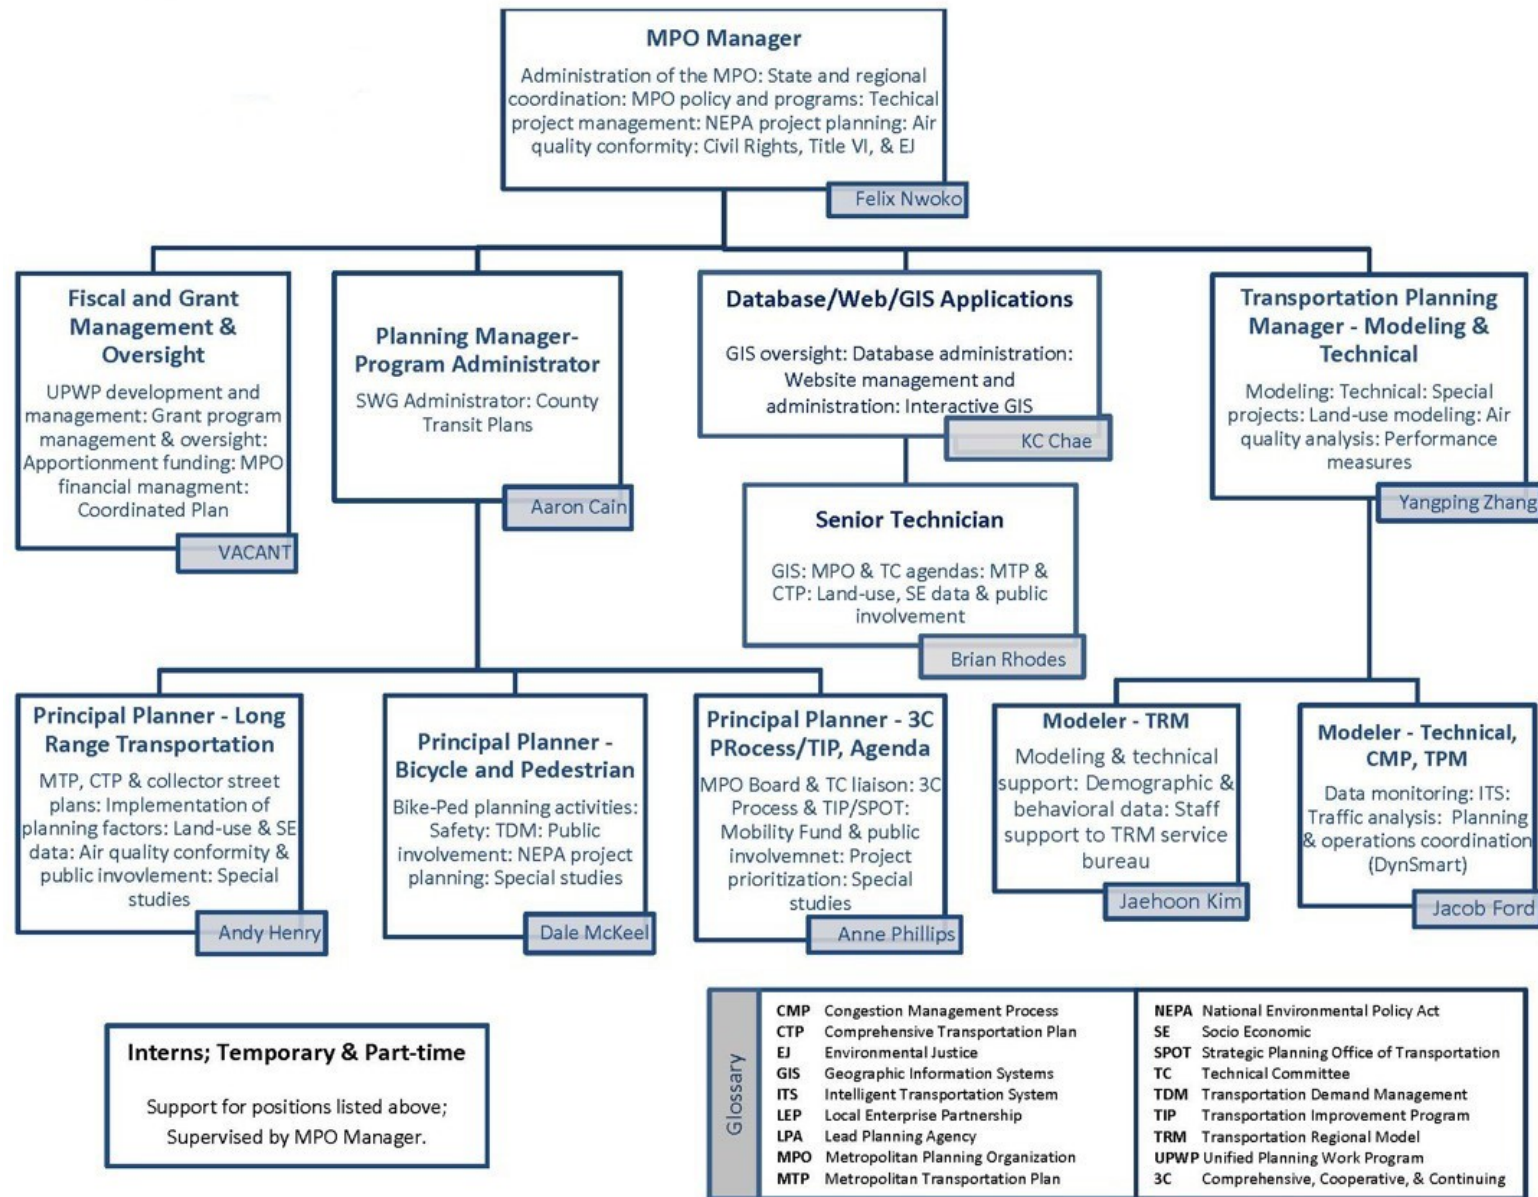 MPO Manager
Administration of the MPO: State and regional
coordination: MPO policy and programs: Techical
project management: NEPA project planning: Air
quality conformity: Civil Rights, Title VI, & EJ
Felix Nwoko
Fiscal and Grant
Management &
Oversight
UPWP development and
management: Grant program
management & oversight:
Apportionment funding: MPO
financial managment:
Coordinated Plan
VACANT
Planning Manager-
Program Administrator
SWG Administrator: County
Transit Plans
Aaron Cain
Database/Web/GIS Applications
GIS oversight: Database administration:
Website management and
administration: Interactive GIS
KC Chae
Transportation Planning
Manager - Modeling &
Technical
Modeling: Technical: Special
projects: Land-use modeling: Air
quality analysis: Performance
measures
Yangping Zhang
Senior Technician
GIS: MPO & TC agendas: MTP &
CTP: Land-use, SE data & public
involvement
Brian Rhodes
Principal Planner - Long
Range Transportation
MTP, CTP & collector street
plans: Implementation of
planning factors: Land-use & SE
data: Air quality conformity &
public invovlement: Special
studies
Andy Henry
Principal Planner -
Bicycle and Pedestrian
Bike-Ped planning activities:
Safety: TDM: Public
involvement: NEPA project
planning: Special studies
Dale McKeel
Principal Planner - 3C
PRocess/TIP, Agenda
MPO Board & TC liaison: 3C
Process & TIP/SPOT:
Mobility Fund & public
involvemnet: Project
prioritization: Special
studies
Anne Phillips
Modeler - TRM
Modeling & technical
support: Demographic &
behavioral data: Staff
support to TRM service
bureau
Jaehoon Kim
Modeler - Technical,
CMP, TPM
Data monitoring: ITS:
Traffic analysis: Planning
& operations coordination
(DynSmart)
Jacob Ford
Interns; Temporary & Part-time
Support for positions listed above;
Supervised by MPO Manager.
Glossary
CMP Congestion Management Process
CTP Comprehensive Transportation Plan
EJ Environmental Justice
GIS Geographic Information Systems
ITS Intelligent Transportation System
LEP Local Enterprise Partnership
LPA Lead Planning Agency
MPO Metropolitan Planning Organization
MTP Metropolitan Transportation Plan
NEPA National Environmental Policy Act
SE Socio Economic
SPOT Strategic Planning Office of Transportation
TC Technical Committee
TDM Transportation Demand Management
TIP Transportation Improvement Program
TRM Transportation Regional Model
UPWP Unified Planning Work Program
3C Comprehensive, Cooperative, & Continuing